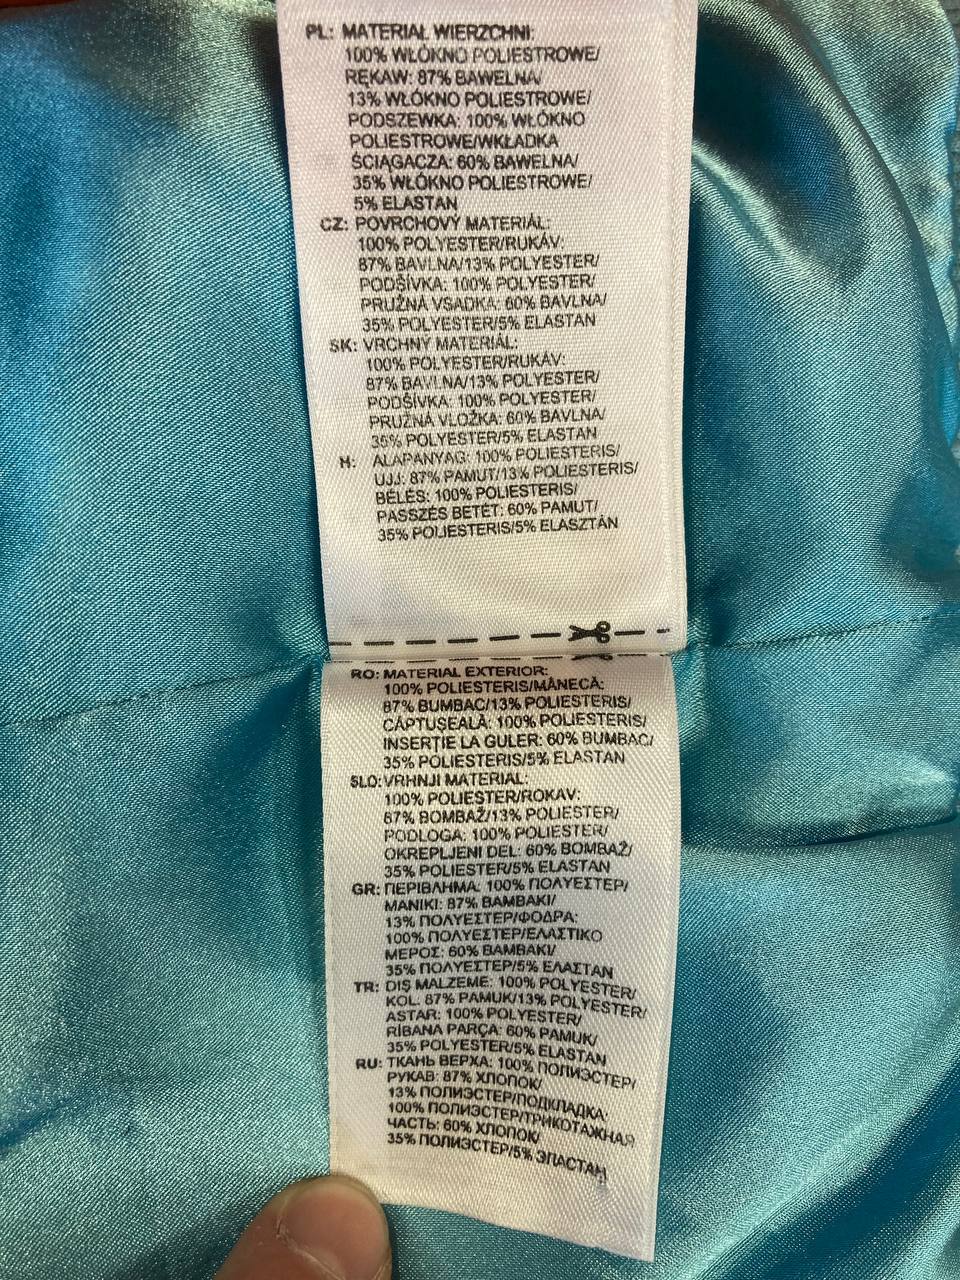 PL: MATERIAŁ WIERZCHNI:
100% WŁÓKNO POLIESTROWE/
RĘKAW: 87% BAWEŁNA/
13% WŁÓKNO POLIESTROWE/
PODSZEWKA: 100% WŁÓKNO
POLIESTROWE/WKŁADKA
ŚCIĄGACZA: 60% BAWEŁNA/
35% WŁÓKNO POLIESTROWE/
5% ELASTAN
CZ: POVRCHOVÝ MATERIÁL:
100% POLYESTER/RUKÁV:
87% BAVLNA/13% POLYESTER/
PODŠÍVKA: 100% POLYESTER/
PRUŽNÁ VSADKA: 60% BAVLNA/
35% POLYESTER/5% ELASTAN
SK: VRCHNÝ MATERIÁL:
100% POLYESTER/RUKÁV:
87% BAVLNA/13% POLYESTER/
PODŠÍVKA: 100% POLYESTER/
PRUŽNÁ VLOŽKA: 60% BAVLNA/
35% POLYESTER/5% ELASTAN
H: ALAPANYAG: 100% POLIESTERIS/
UJJ: 87% PAMUT/13% POLIESTERIS/
BÉLÉS: 100% POLIESTERIS/
PASSZÉS BETÉT: 60% PAMUT/
35% POLIESTERIS/5% ELASZTÁN
RO: MATERIAL EXTERIOR:
100% POLIESTERIS/MÂNECĂ:
87% BUMBAC/13% POLIESTERIS/
CĂPTUȘEALĂ: 100% POLIESTERIS/
INSERȚIE LA GULER: 60% BUMBAC/
35% POLIESTERIS/5% ELASTAN
SLO: VRHNJI MATERIAL:
100% POLIESTER/ROKAV:
87% BOMBAŽ/13% POLIESTER/
PODLOGA: 100% POLIESTER/
OKREPLJENI DEL: 60% BOMBAŽ/
35% POLIESTER/5% ELASTAN
GR: ΠΕΡΙΒΛΗΜΑ: 100% ΠΟΛΥΕΣΤΕΡ/
ΜΑΝΙΚΙ: 87% ΒΑΜΒΑΚΙ/
13% ΠΟΛΥΕΣΤΕΡ/ΦΟΔΡΑ:
100% ΠΟΛΥΕΣΤΕΡ/ΕΛΑΣΤΙΚΟ
ΜΕΡΟΣ: 60% ΒΑΜΒΑΚΙ/
35% ΠΟΛΥΕΣΤΕΡ/5% ΕΛΑΣΤΑΝ
TR: DIŞ MALZEME: 100% POLYESTER/
KOL: 87% PAMUK/13% POLYESTER/
ASTAR: 100% POLYESTER/
RİBANA PARÇA: 60% PAMUK/
35% POLYESTER/5% ELASTAN
RU: ТКАНЬ ВЕРХА: 100% ПОЛИЭСТЕР/
РУКАВ: 87% ХЛОПОК/
13% ПОЛИЭСТЕР/ПОДКЛАДКА:
100% ПОЛИЭСТЕР/ТРИКОТАЖНАЯ
ЧАСТЬ: 60% ХЛОПОК/
35% ПОЛИЭСТЕР/5% ЭЛАСТАН